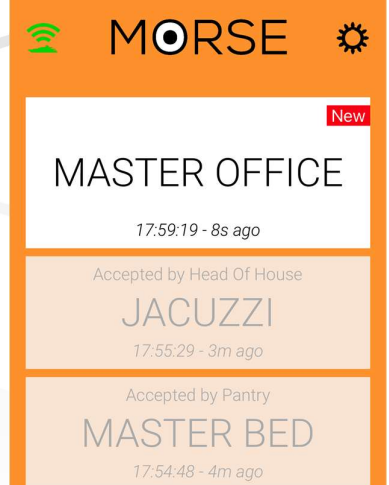 MORSE
New
MASTER OFFICE
17:59:19 - 8s ago
Accepted by Head Of House
JACUZZI
17:55:29 - 3m ago
Accepted by Pantry
MASTER BED
17:54:48 - 4m ago